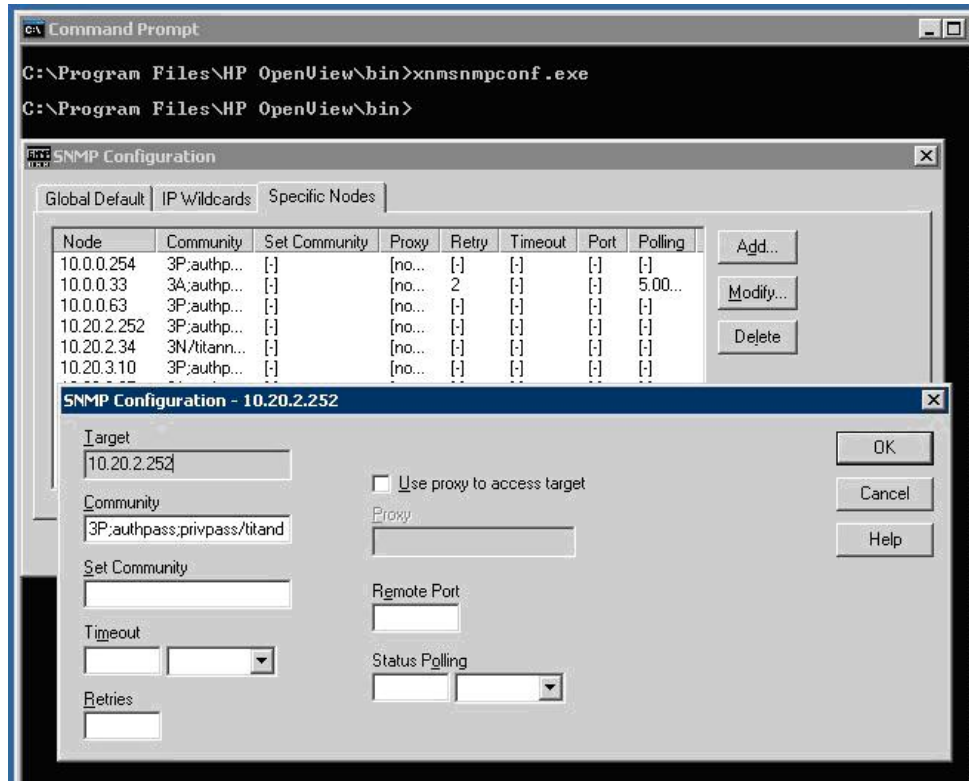 Command Prompt
C:\Program Files\HP OpenView\bin>xnmsnmpconf.exe
C:\Program Files\HP OpenView\bin>
SNMP Configuration
Global Default IP Wildcards Specific Nodes
Node Community Set Community Proxy Retry Timeout Port Polling
10.0.0.254 3P;authp... [-] [no... [-] [-] [-] [-]
10.0.0.33 3A;authp... [-] [no... 2 [-] [-] 5.00...
10.0.0.63 3P;authp... [-] [no... [-] [-] [-] [-]
10.20.2.252 3P;authp... [-] [no... [-] [-] [-] [-]
10.20.2.34 3N/titann... [-] [no... [-] [-] [-] [-]
10.20.3.10 3P;authp... [-] [no... [-] [-] [-] [-]
Add...
Modify...
Delete
SNMP Configuration - 10.20.2.252
Target
10.20.2.252
Community
3P;authpass;privpass/titand
Set Community
Timeout
Retries
Use proxy to access target
Proxy
Remote Port
Status Polling
OK
Cancel
Help